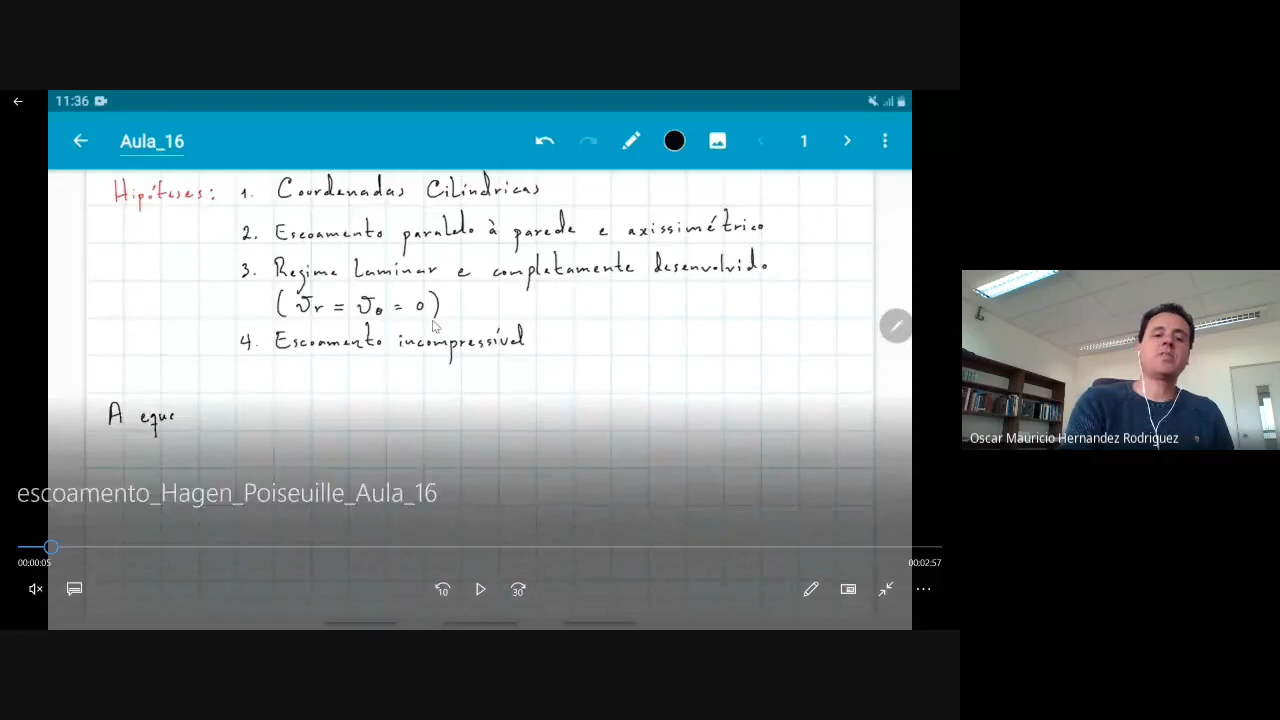 11:36
Aula_16
1
Hipóteses: 1. Coordenadas Cilíndricas
2. Escoamento paralelo à parede e axissimétrico
3. Regime Laminar e completamente desenvolvido
(vr = vθ = 0)
4. Escoamento incompressível
A equc
escoamento_Hagen_Poiseuille_Aula_16
00:00:05
00:02:57
10
30
Oscar Mauricio Hernandez Rodriguez